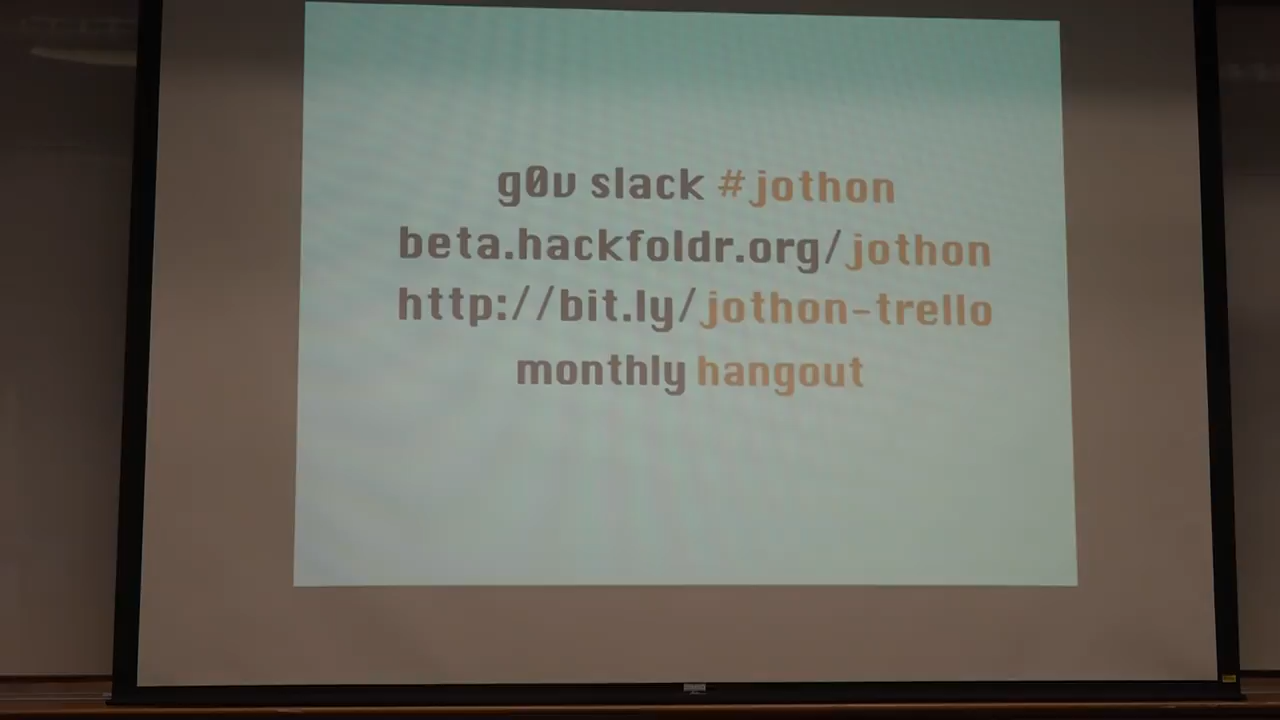 g0v slack #jothon
beta.hackfoldr.org/jothon
http://bit.ly/jothon-trello
monthly hangout